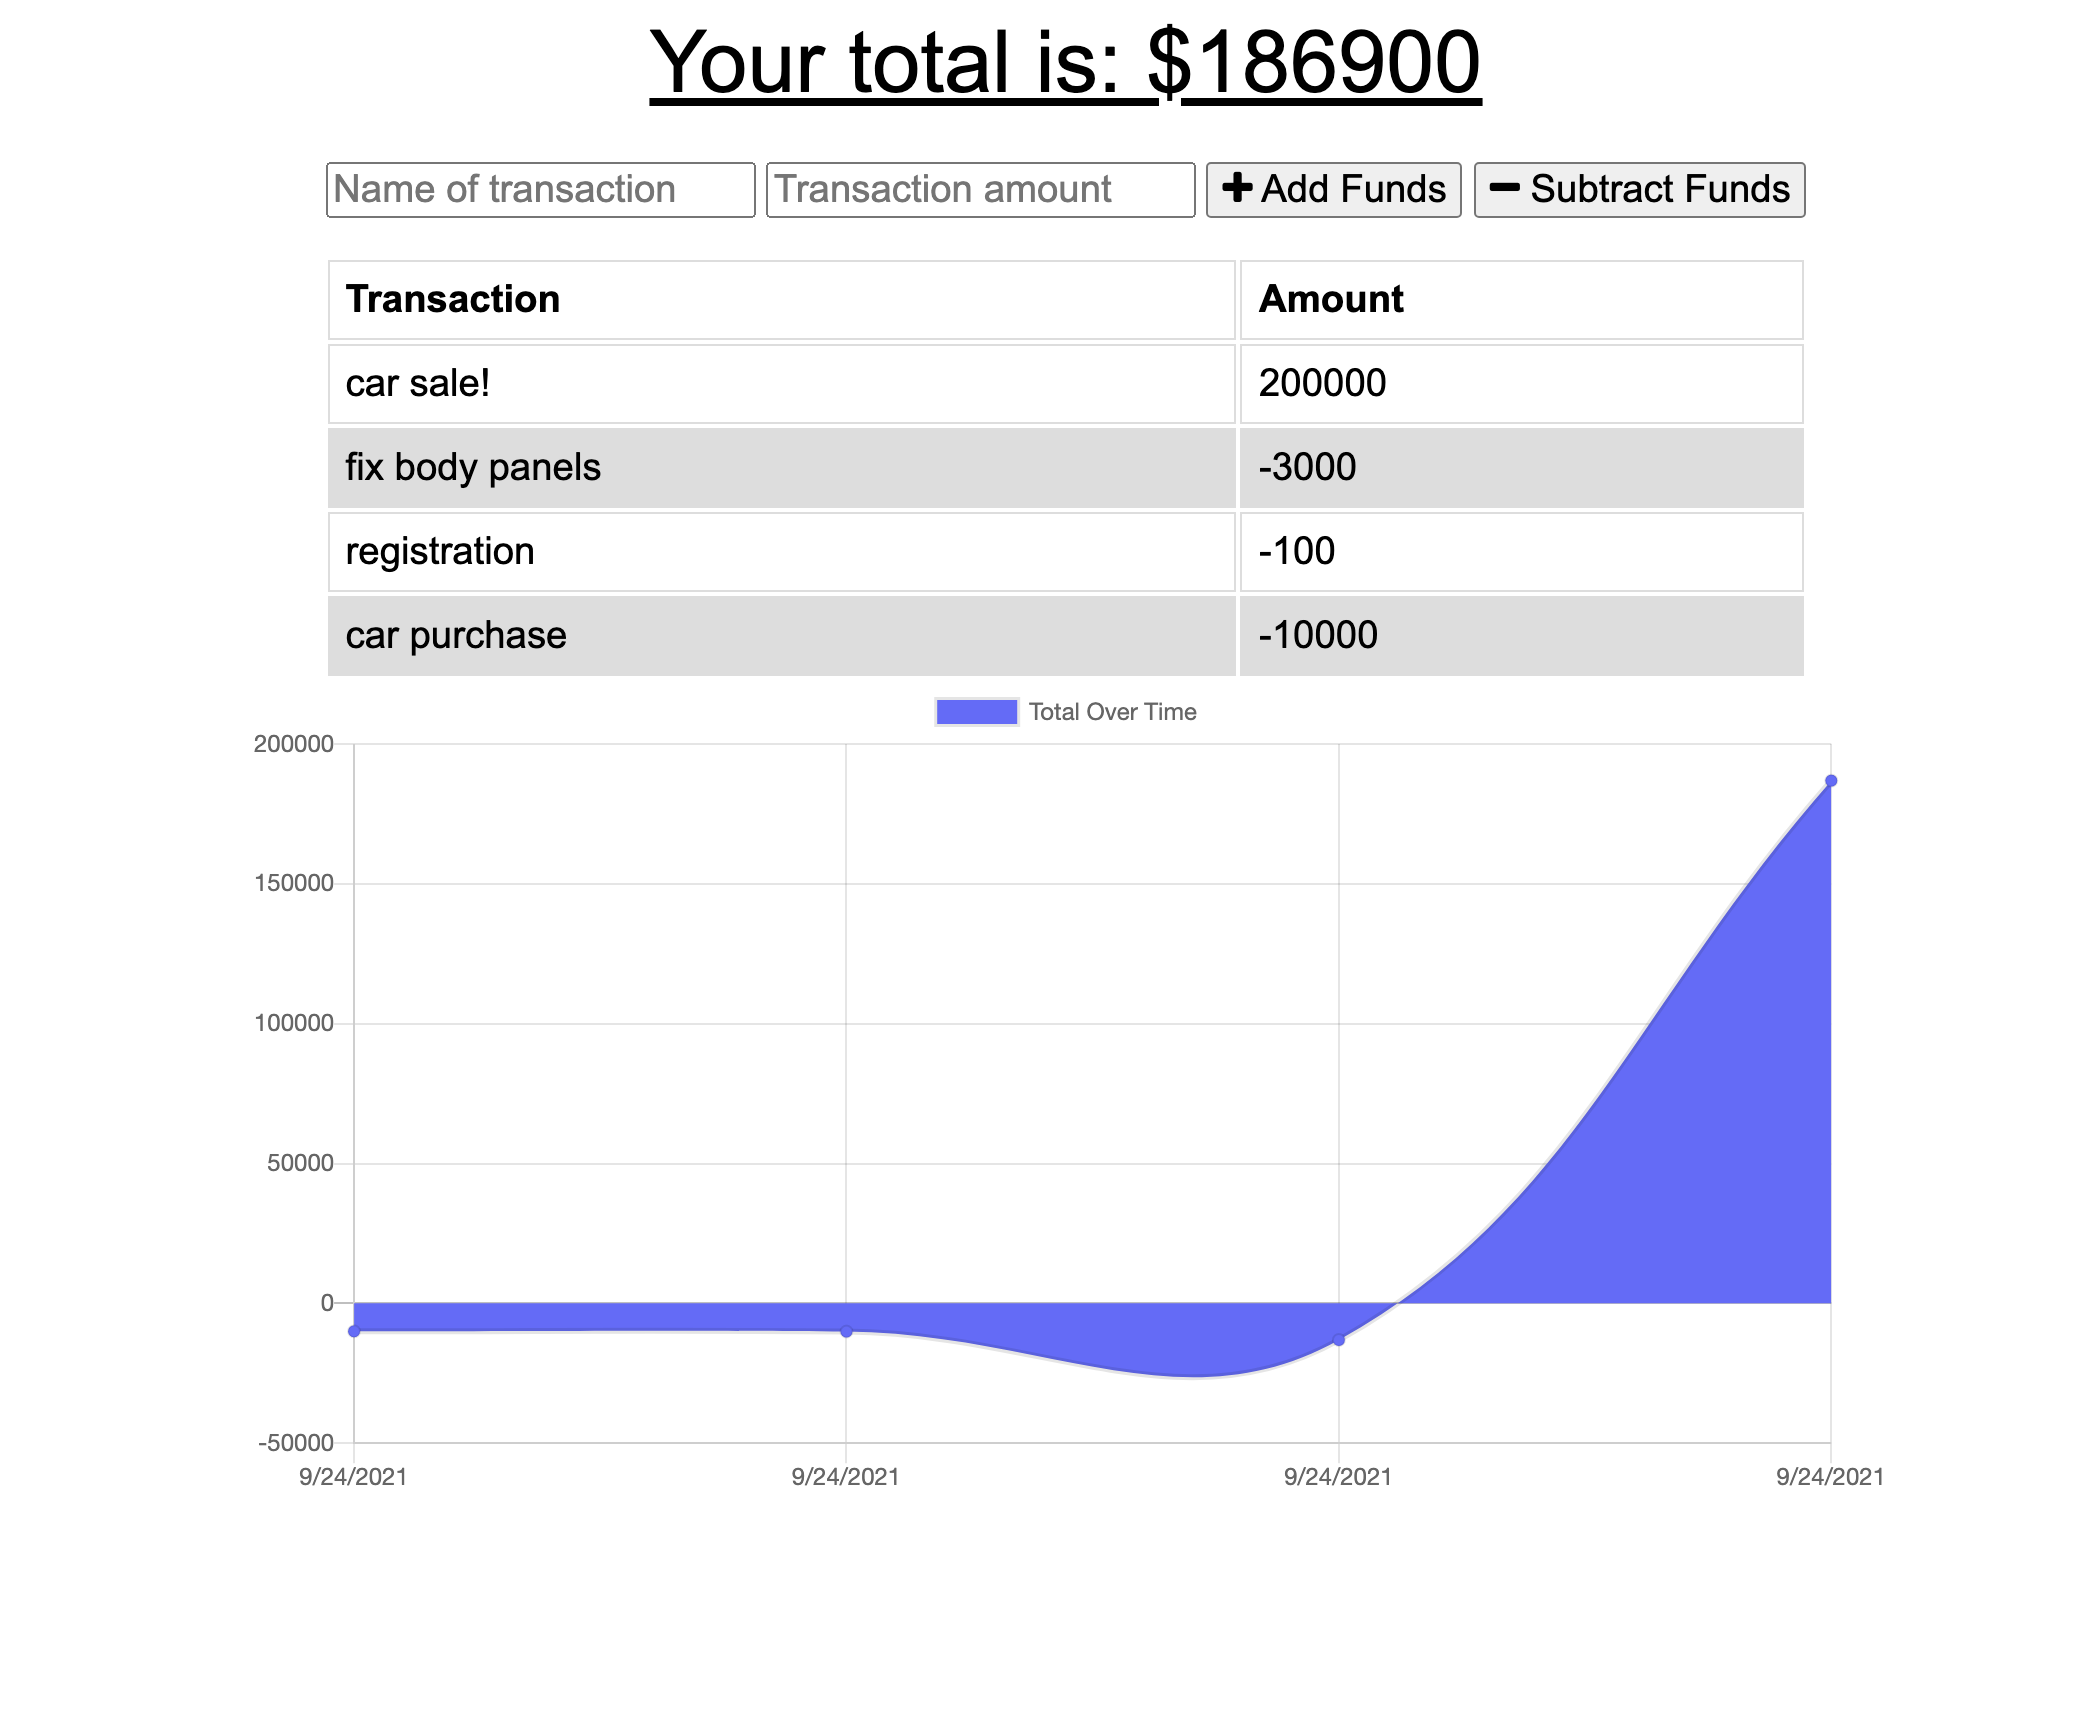 Your total is: $186900
Name of transaction Transaction amount Add Funds Subtract Funds
Transaction Amount
car sale! 200000
fix body panels -3000
registration -100
car purchase -10000
Total Over Time
200000
150000
100000
50000
0
-50000
9/24/2021 9/24/2021 9/24/2021 9/24/2021